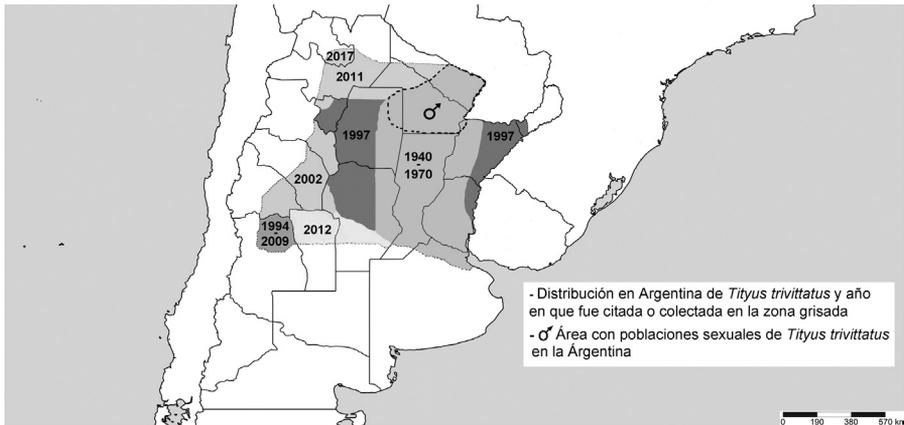 2017
2011
1997
1997
1940
-
1970
2002
1994
-
2009
2012
- Distribución en Argentina de Tityus trivittatus y año
en que fue citada o colectada en la zona grisada
- ♂ Área con poblaciones sexuales de Tityus trivittatus
en la Árgentina
0 190 380 570 km